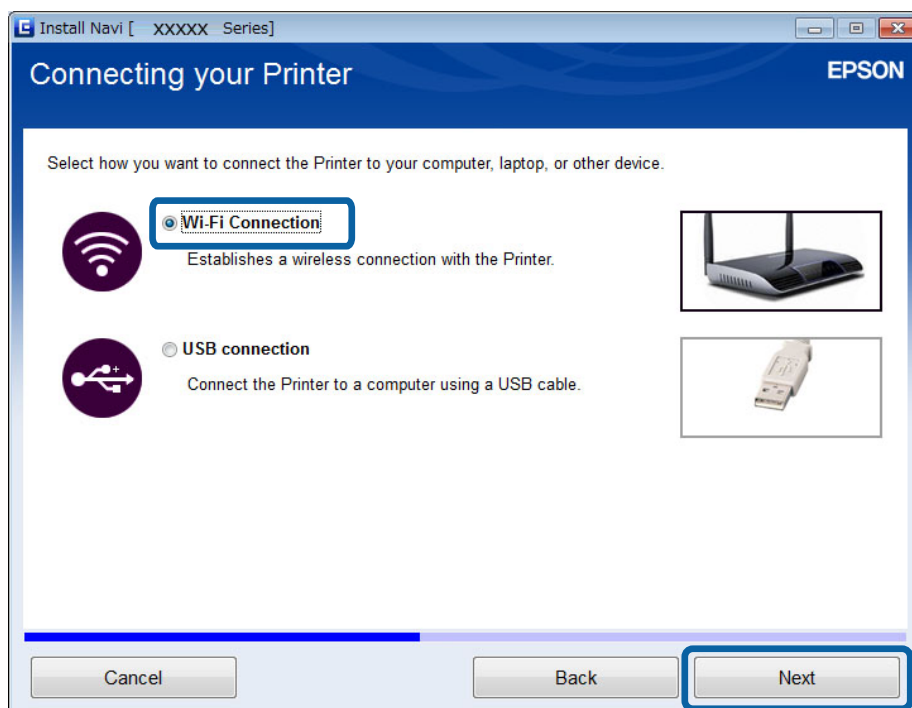 Install Navi [ XXXXX Series]
Connecting your Printer
EPSON
Select how you want to connect the Printer to your computer, laptop, or other device.
Wi-Fi Connection
Establishes a wireless connection with the Printer.
USB connection
Connect the Printer to a computer using a USB cable.
Cancel
Back
Next